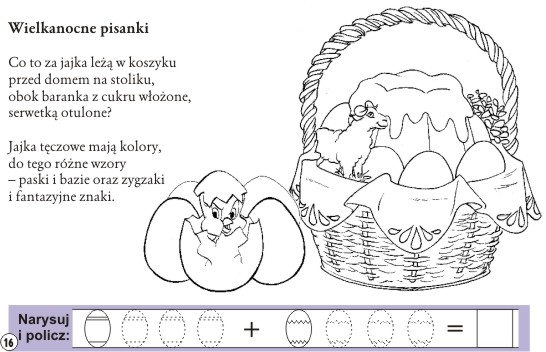 Wielkanocne pisanki
Co to za jajka leżą w koszyku
przed domem na stoliku,
obok baranka z cukru włożone,
serwetką otulone?
Jajka tęczowe mają kolory,
do tego różne wzory
– paski i bazie oraz zygzaki
i fantazyjne znaki.
Narysuj
i policz:
+ =
16